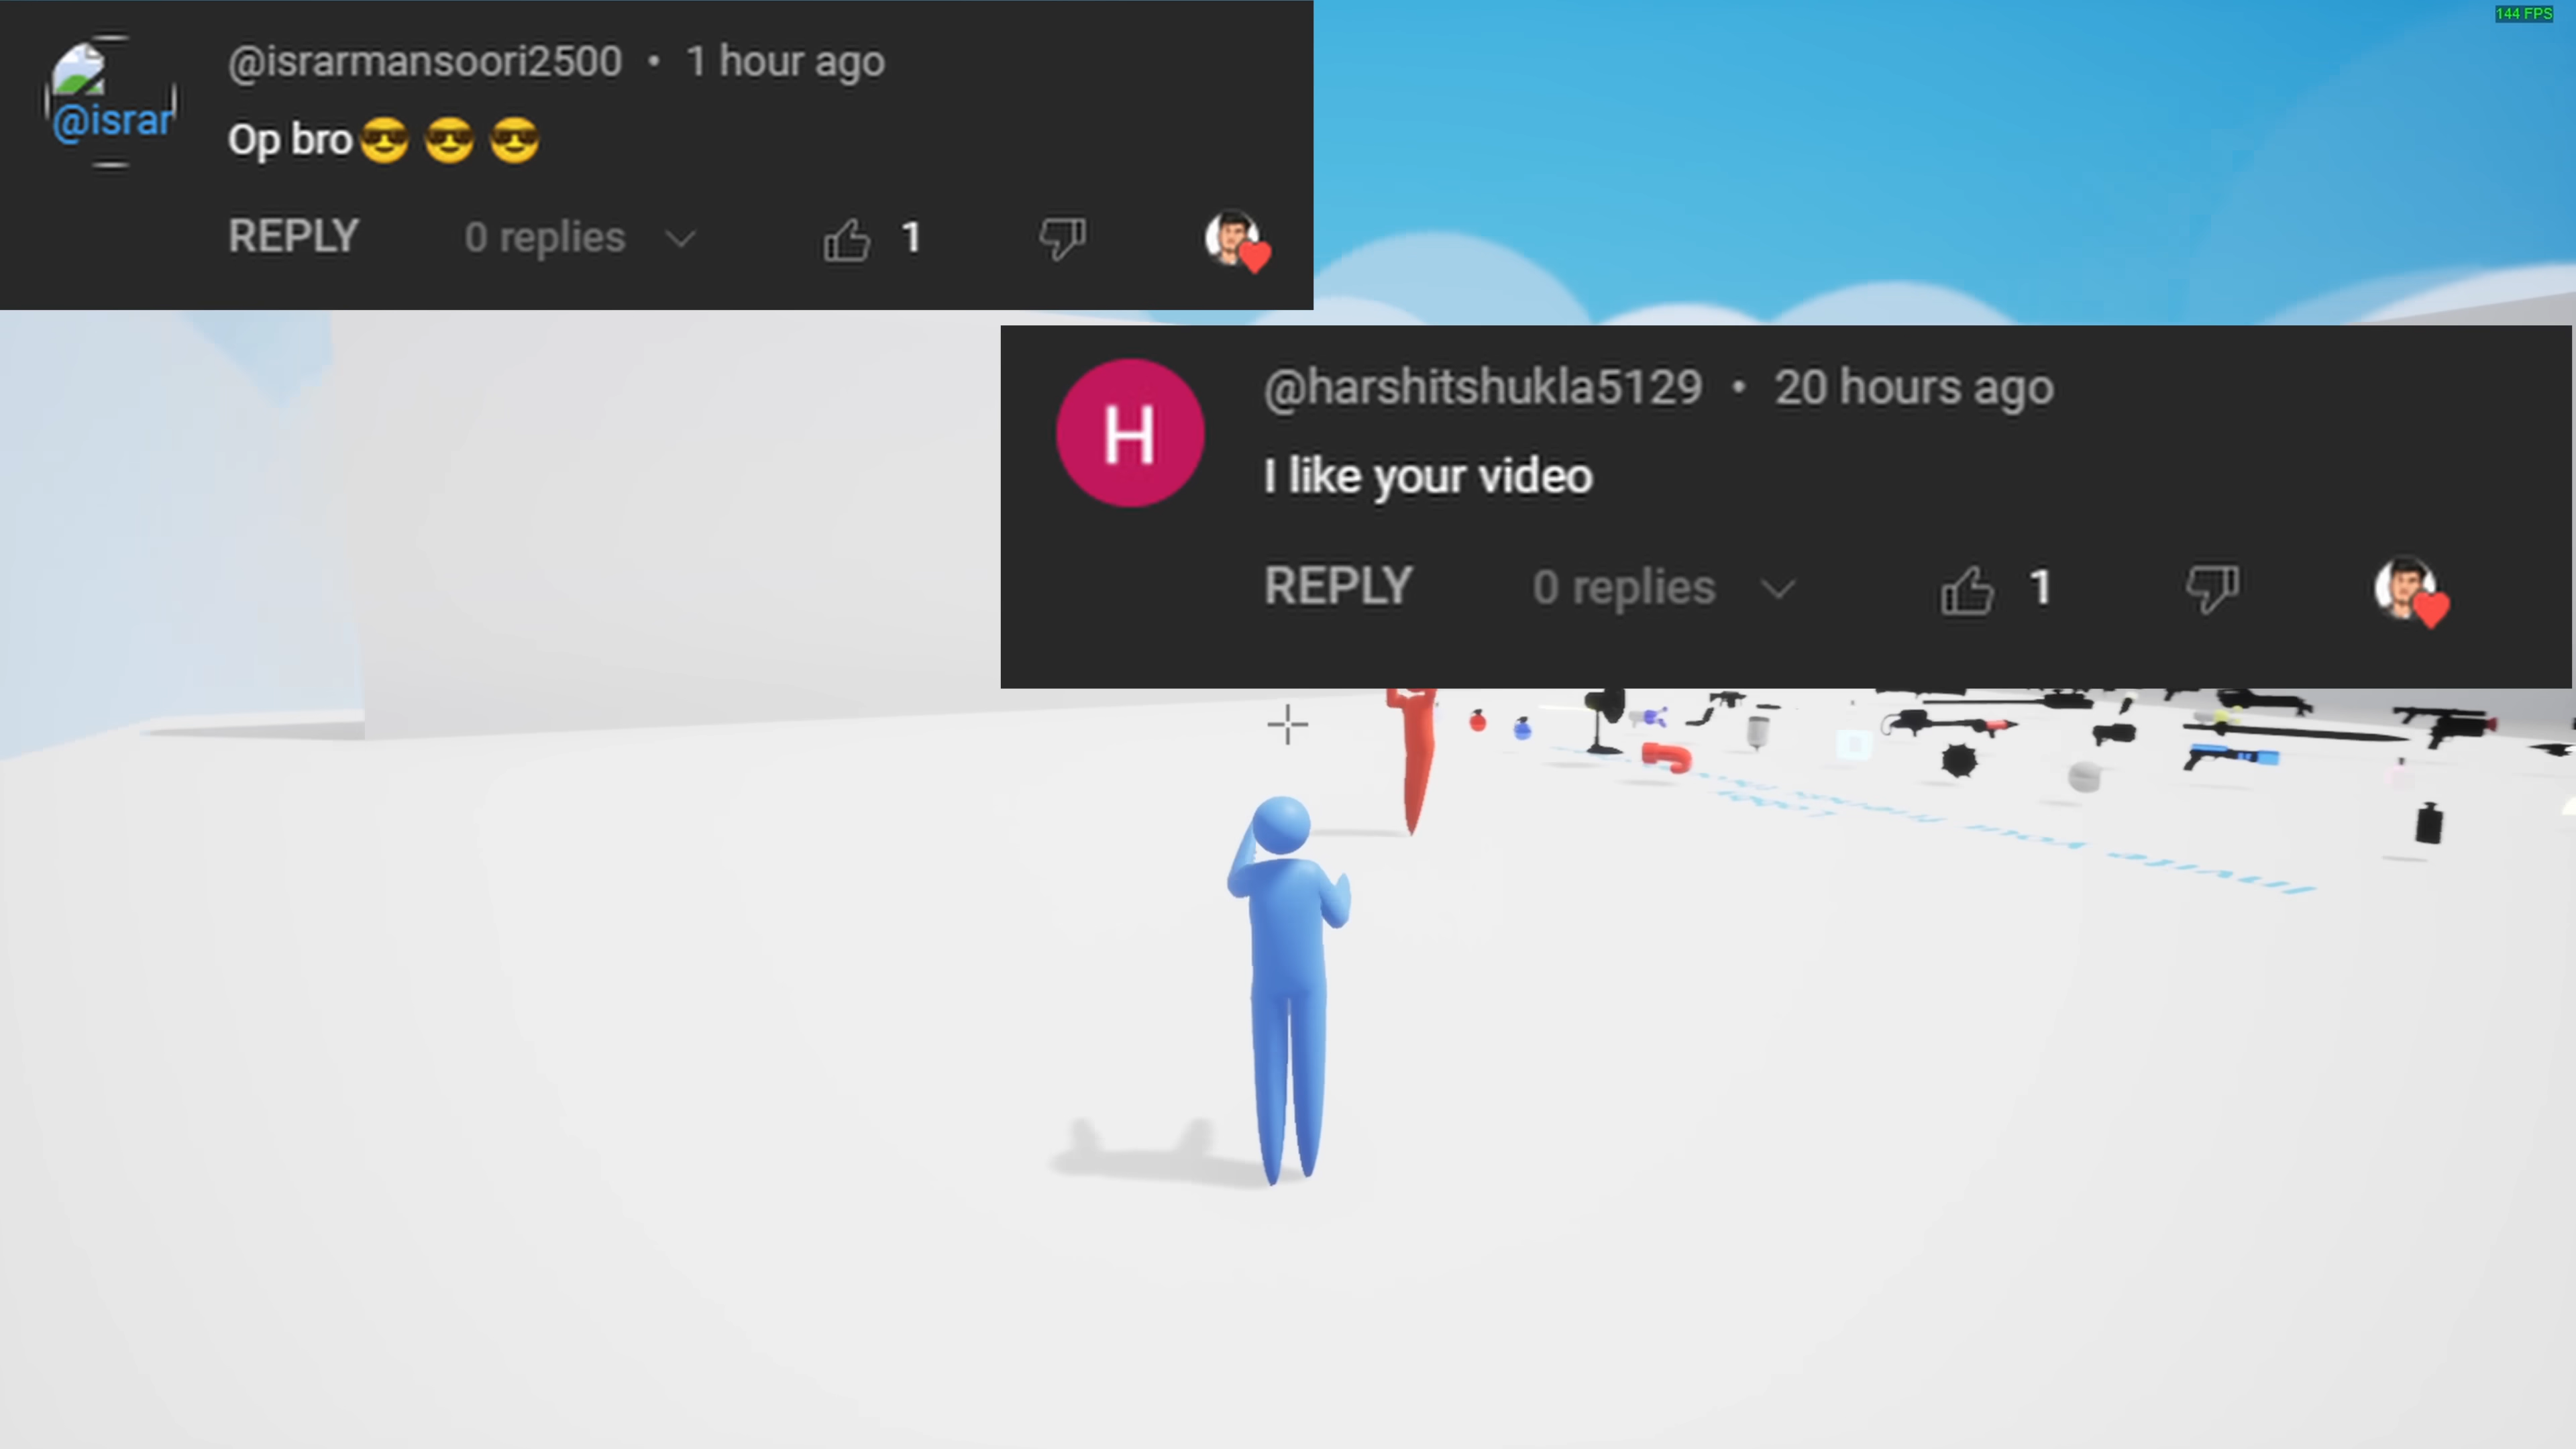 144 FPS
@israrmansoori2500 • 1 hour ago
@israr
Op bro😎 😎 😎
REPLY 0 replies 1
@harshitshukla5129 • 20 hours ago
H
I like your video
REPLY 0 replies 1